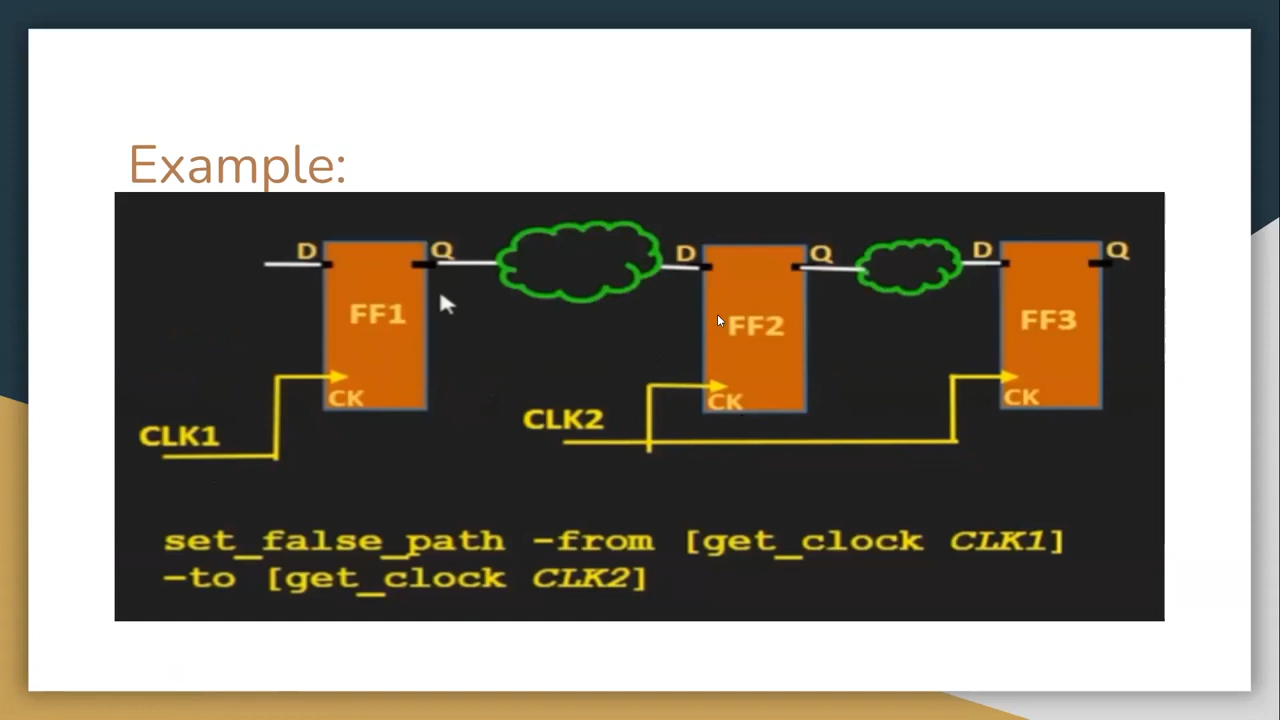 Example:
D Q D Q D Q
FF1 FF2 FF3
CK CK CK
CLK1 CLK2
set_false_path -from [get_clock CLK1]
-to [get_clock CLK2]